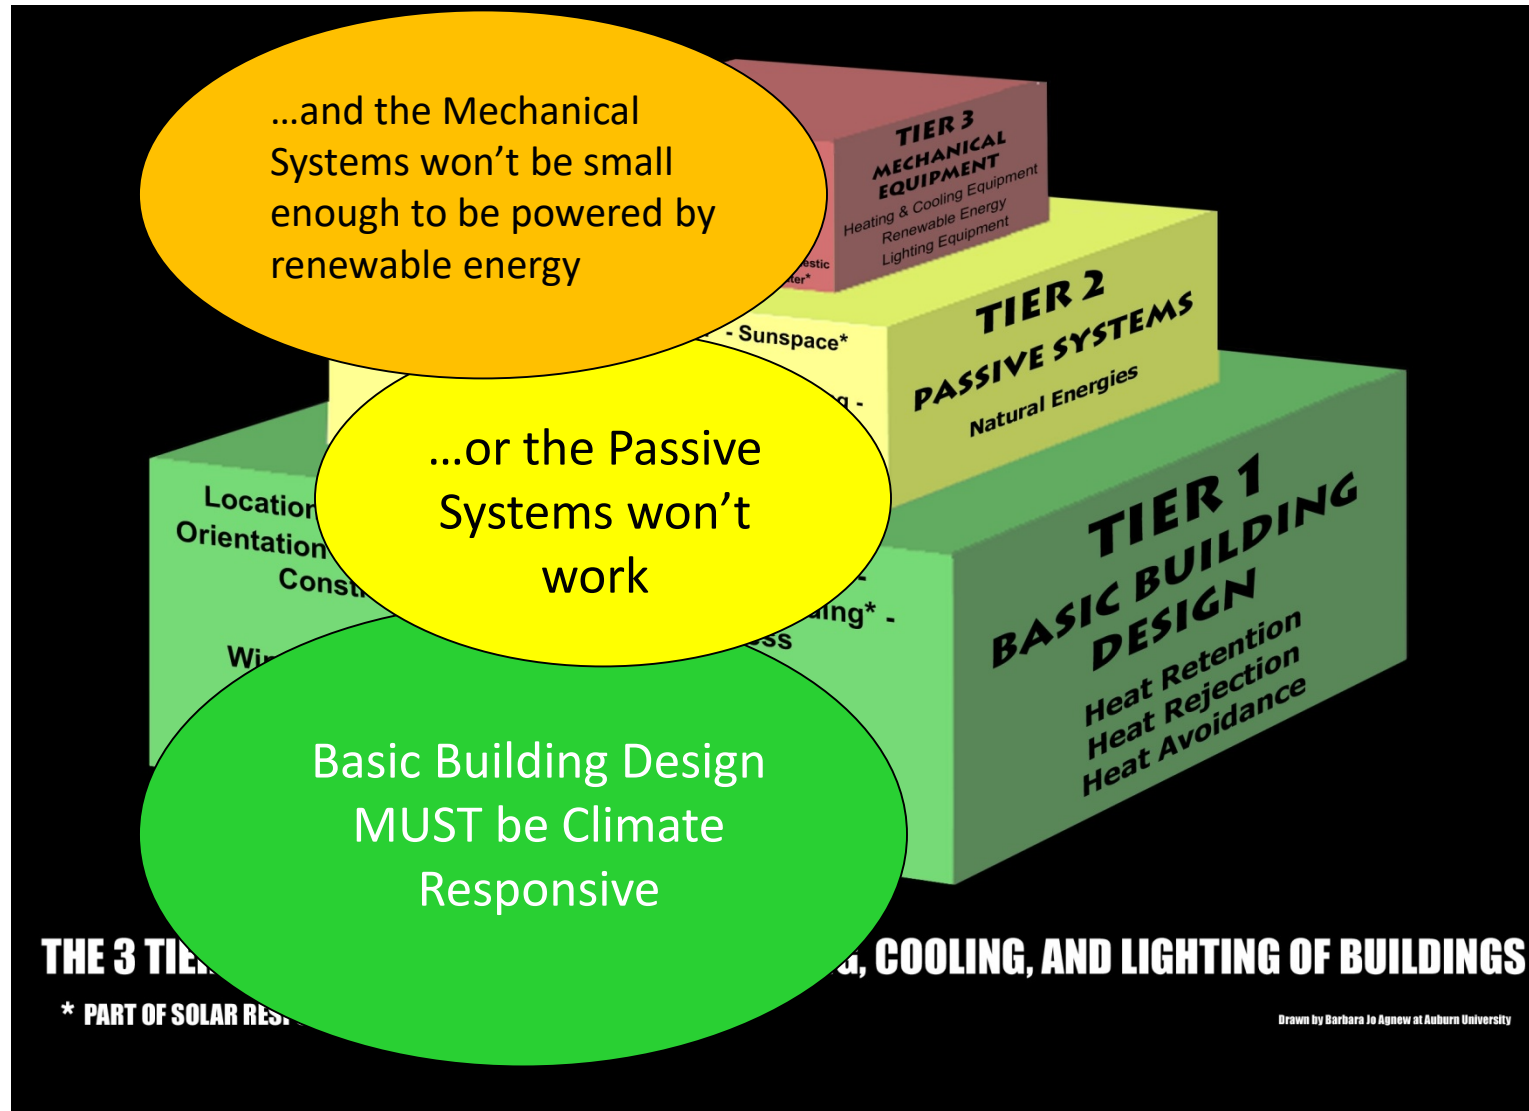 …and the Mechanical
Systems won’t be small
enough to be powered by
renewable energy
TIER 3
MECHANICAL
EQUIPMENT
Heating & Cooling Equipment
Renewable Energy
Lighting Equipment
- Sunspace*
TIER 2
PASSIVE SYSTEMS
Natural Energies
…or the Passive
Systems won’t
work
Location
Orientation
TIER 1
BASIC BUILDING
DESIGN
Heat Retention
Heat Rejection
Heat Avoidance
Basic Building Design
MUST be Climate
Responsive
THE 3 , COOLING, AND LIGHTING OF BUILDINGS
* PART OF SOLAR
Drawn by Barbara Jo Agnew at Auburn University